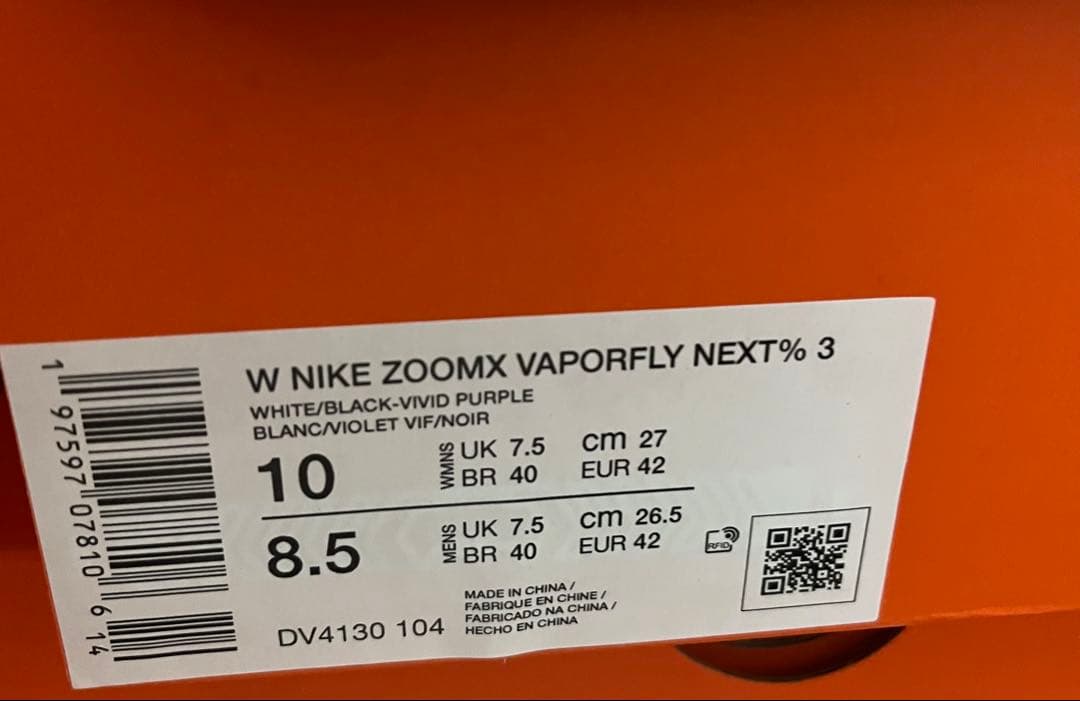 W NIKE ZOOMX VAPORFLY NEXT% 3
WHITE/BLACK-VIVID PURPLE
BLANC/VIOLET VIF/NOIR
10 WMNS UK 7.5 cm 27
BR 40 EUR 42
8.5 MENS UK 7.5 cm 26.5
BR 40 EUR 42
RFID
DV4130 104
MADE IN CHINA /
FABRIQUE EN CHINE /
FABRICADO NA CHINA /
HECHO EN CHINA
1 97597 07810 6 14